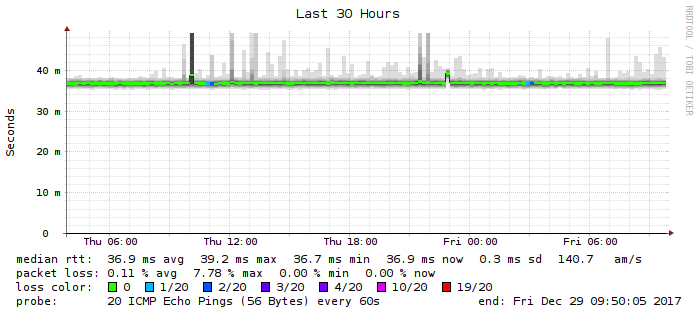 Last 30 Hours
RRDTOOL / TOBI OETIKER
Seconds
40 m
30 m
20 m
10 m
0
Thu 06:00 Thu 12:00 Thu 18:00 Fri 00:00 Fri 06:00
median rtt: 36.9 ms avg 39.2 ms max 36.7 ms min 36.9 ms now 0.3 ms sd 140.7 am/s
packet loss: 0.11 % avg 7.78 % max 0.00 % min 0.00 % now
loss color: 0 1/20 2/20 3/20 4/20 10/20 19/20
probe: 20 ICMP Echo Pings (56 Bytes) every 60s end: Fri Dec 29 09:50:05 2017